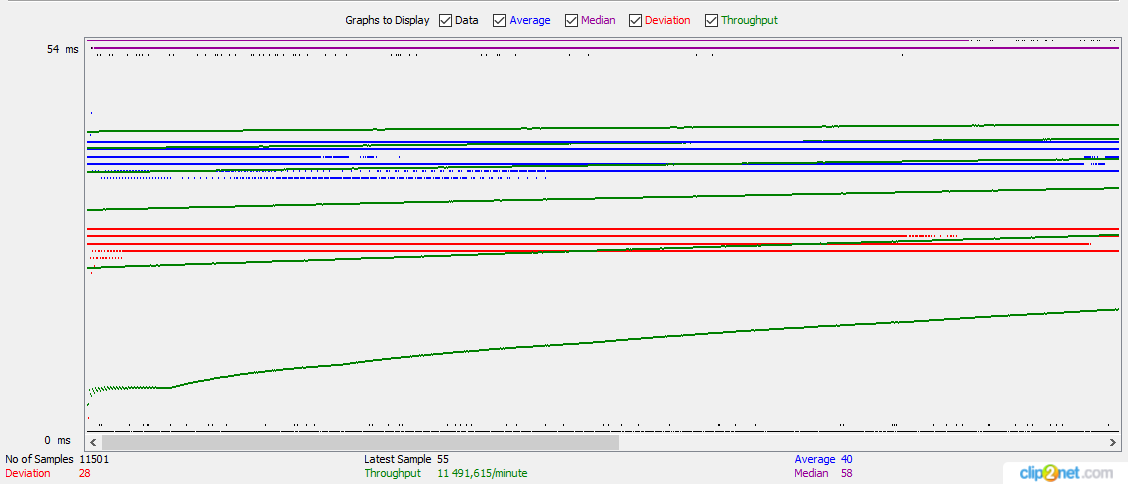 Graphs to Display Data Average Median Deviation Throughput
54 ms
0 ms
No of Samples 11501 Latest Sample 55 Average 40
Deviation 28 Throughput 11 491,615/minute Median 58
clip2net.com